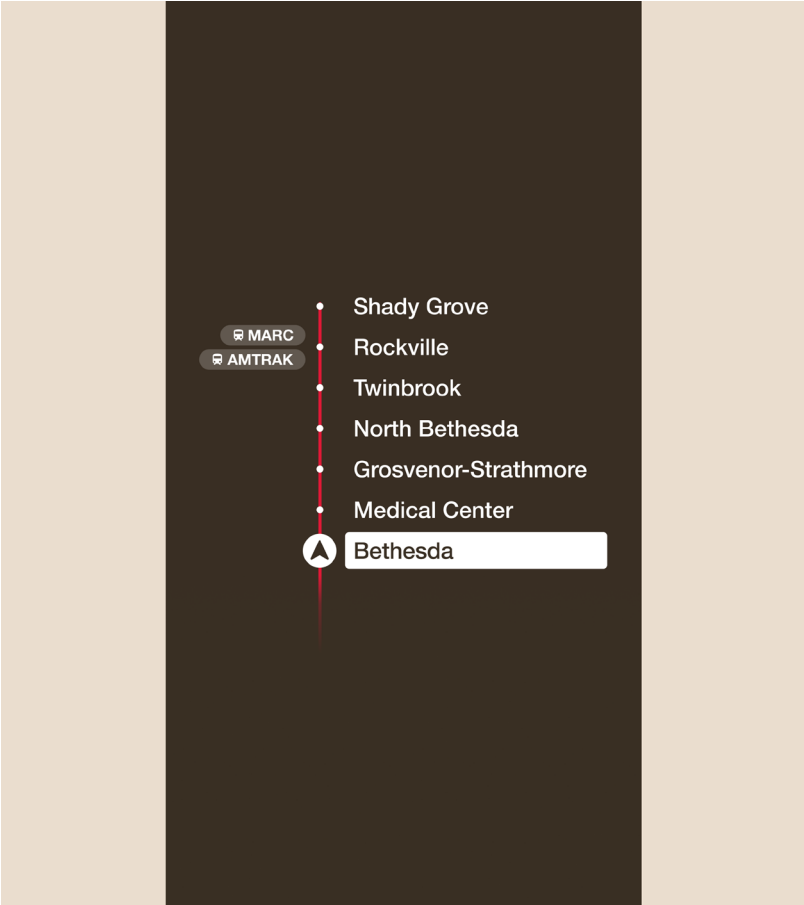 Shady Grove
MARC
Rockville
AMTRAK
Twinbrook
North Bethesda
Grosvenor-Strathmore
Medical Center
Bethesda